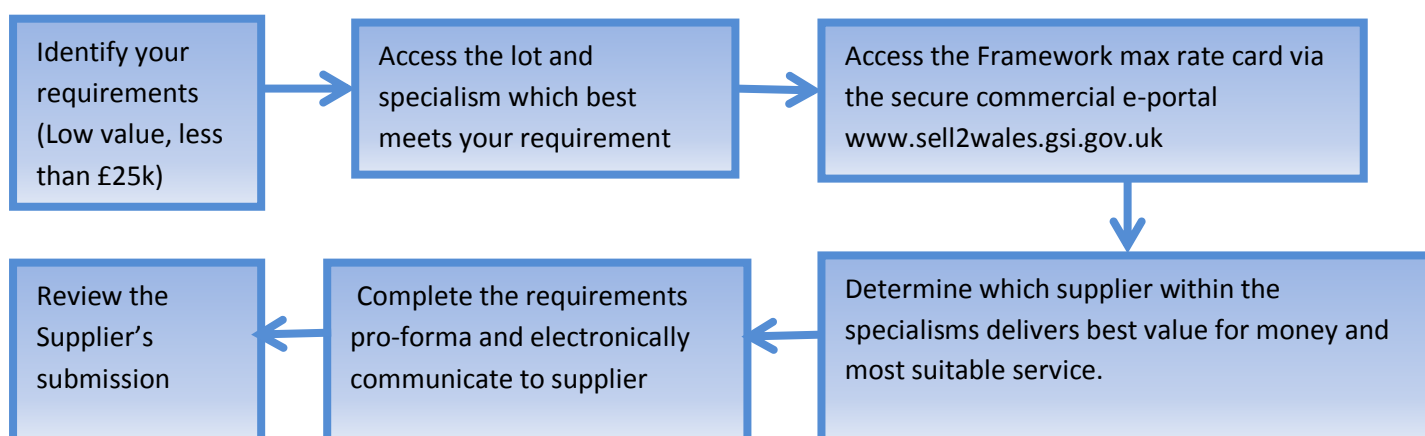 Identify your
requirements
(Low value, less
than £25k)
Access the lot and
specialism which best
meets your requirement
Access the Framework max rate card via
the secure commercial e-portal
www.sell2wales.gsi.gov.uk
Determine which supplier within the
specialisms delivers best value for money and
most suitable service.
Complete the requirements
pro-forma and electronically
communicate to supplier
Review the
Supplier’s
submission